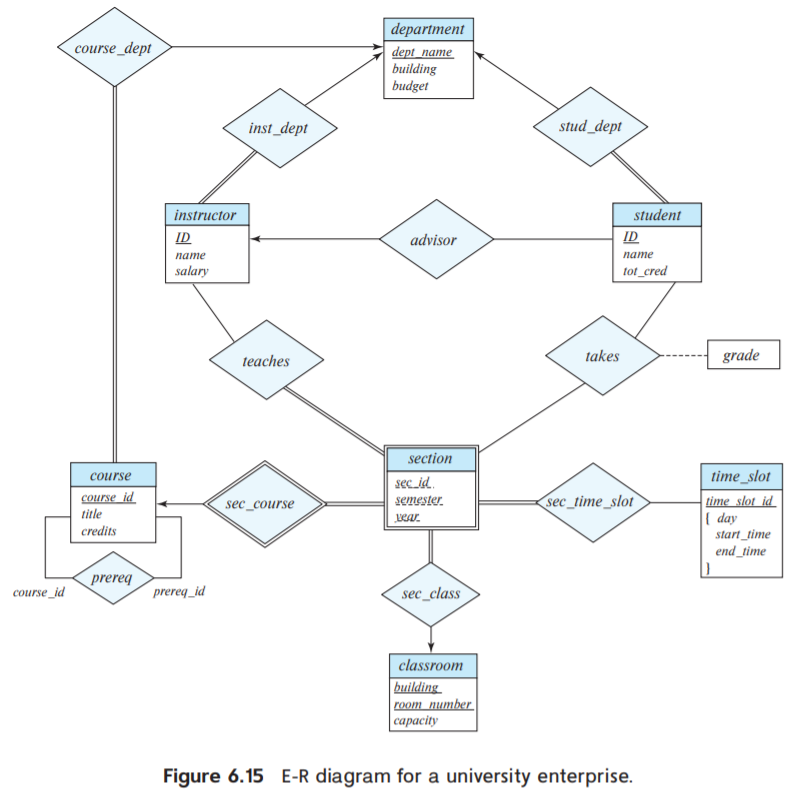 department
dept_name
building
budget
course_dept
inst_dept
stud_dept
instructor
ID
name
salary
advisor
student
ID
name
tot_cred
teaches
takes
grade
section
sec_id
semester
year
course
course_id
title
credits
sec_course
sec_time_slot
time_slot
time_slot_id
{ day
start_time
end_time
}
prereq
course_id
prereq_id
sec_class
classroom
building
room_number
capacity
Figure 6.15 E-R diagram for a university enterprise.